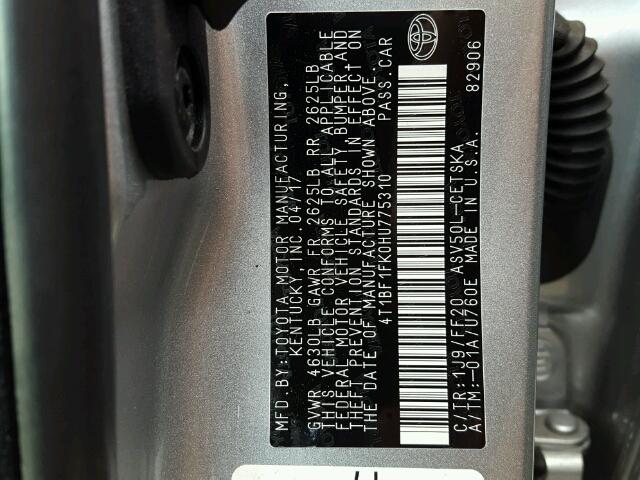 MFD. BY: TOYOTA MOTOR MANUFACTURING,
KENTUCKY, INC. 04/17
GVWR 4630LB GAWR FR 2625LB RR 2625LB
THIS VEHICLE CONFORMS TO ALL APPLICABLE
FEDERAL MOTOR VEHICLE SAFETY, BUMPER, AND
THEFT PREVENTION STANDARDS IN EFFECT ON
THE DATE OF MANUFACTURE SHOWN ABOVE.
4T1BF1FK0HU775310 PASS. CAR
C/TR: 1J9/FF20 ASV50L-CETSKA
A/TM: -01A/U760E MADE IN U.S.A. 82906